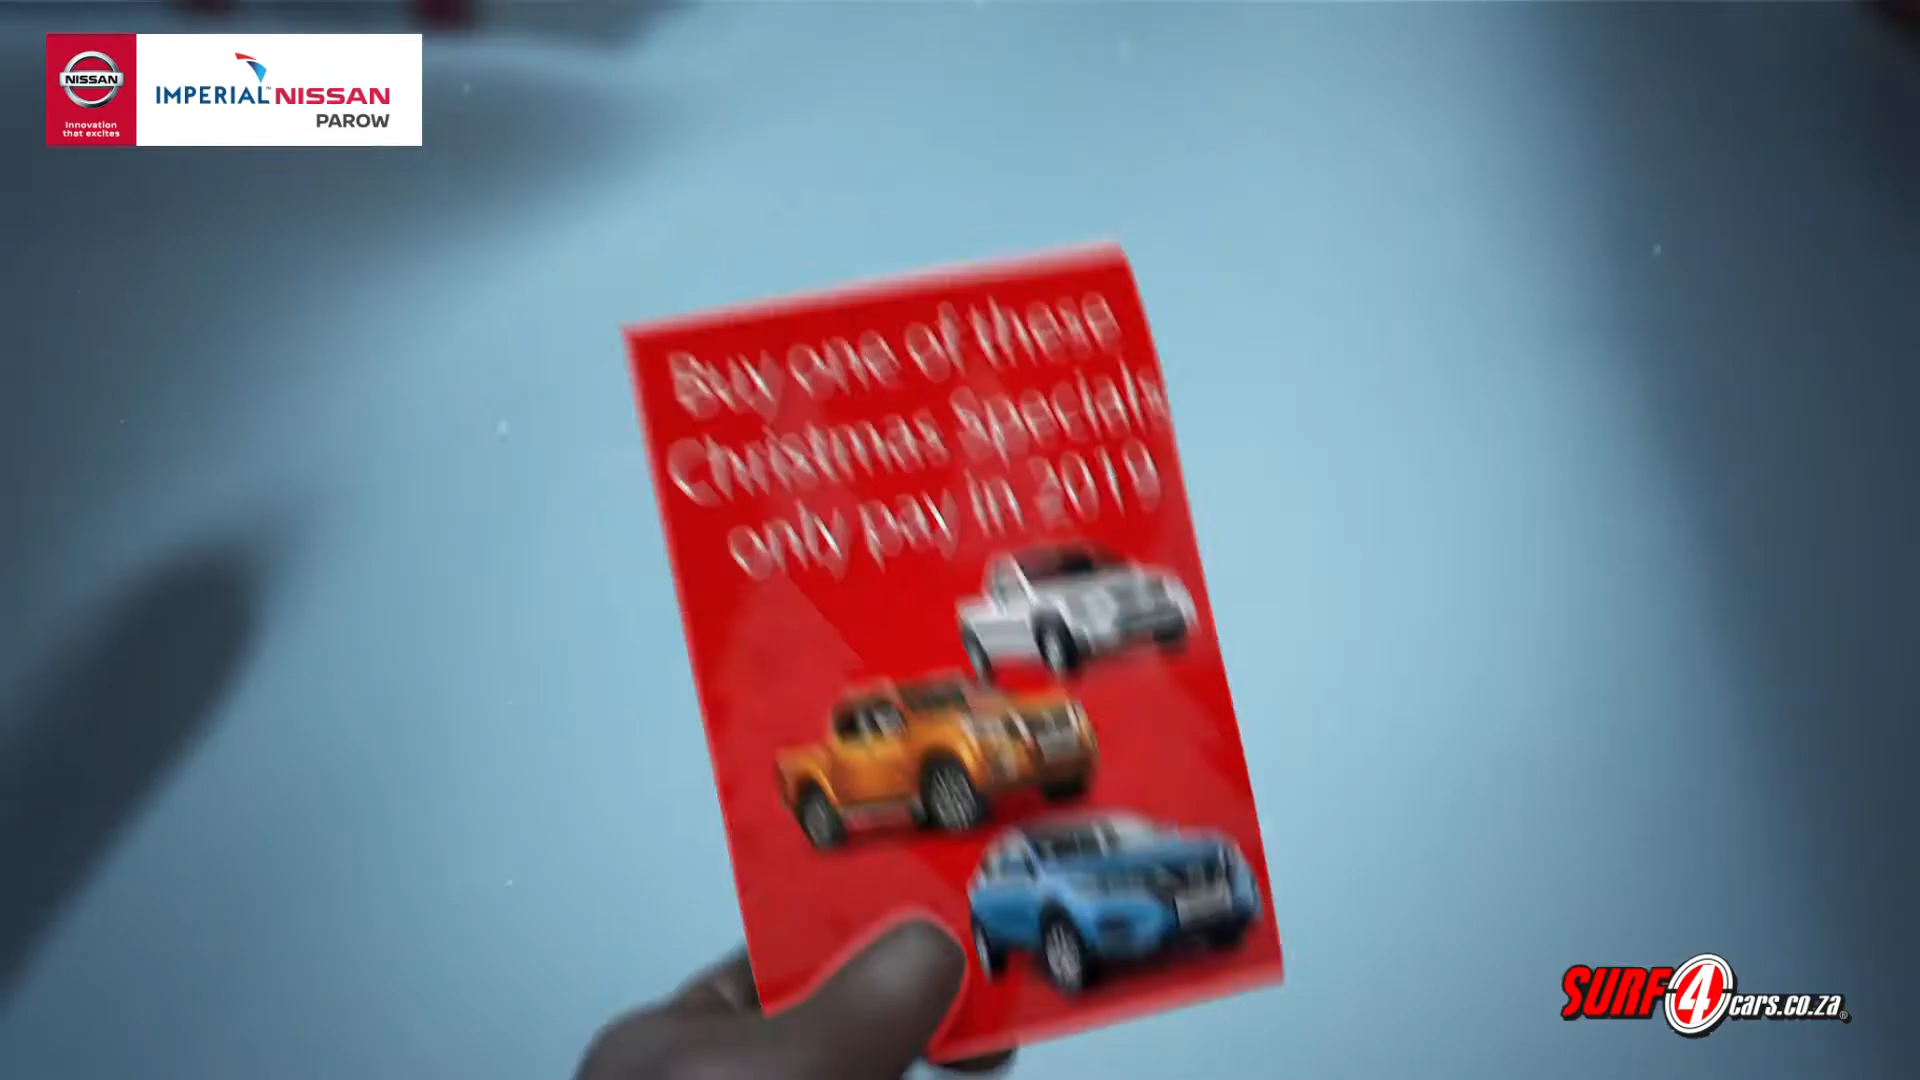 NISSAN
Innovation
that excites
IMPERIAL NISSAN
PAROW
Buy one of these
Christmas Specials
only pay in 2019
SURF4cars.co.za